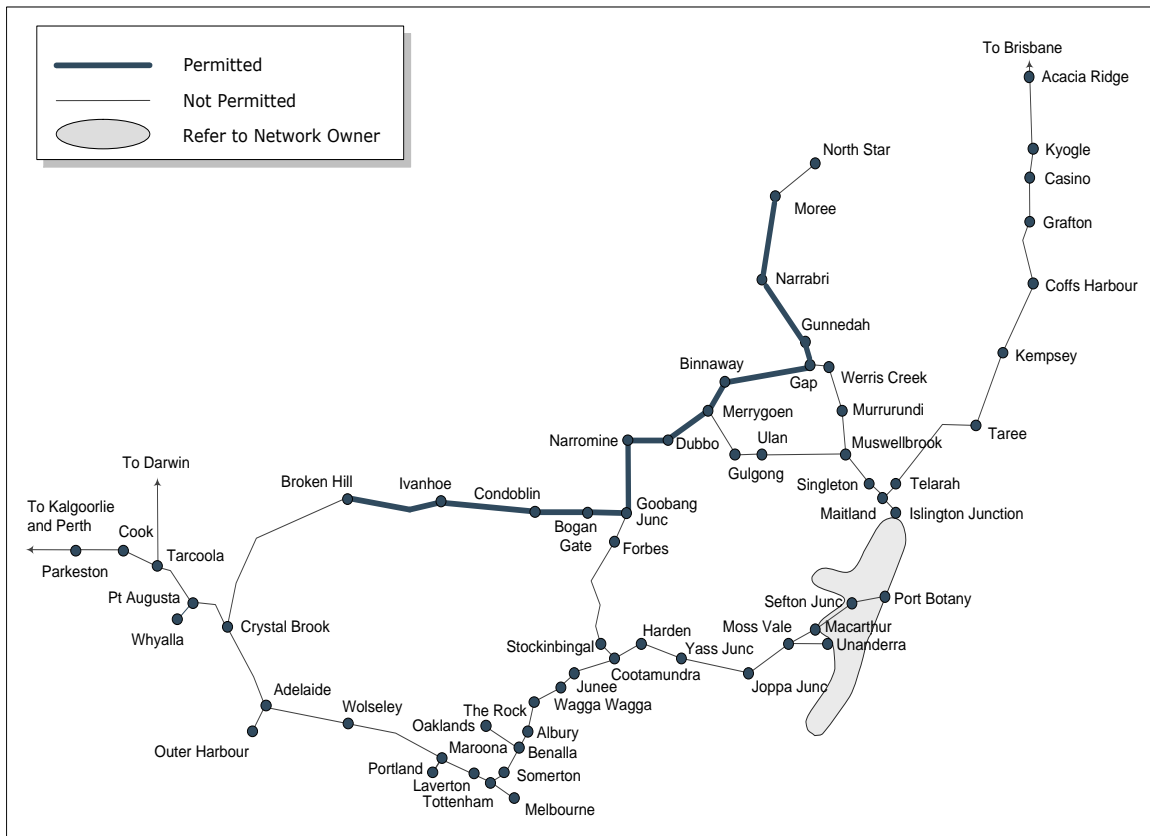 Permitted
Not Permitted
Refer to Network Owner
To Brisbane
Acacia Ridge
Kyogle
Casino
Grafton
Coffs Harbour
Kempsey
Taree
Telarah
North Star
Moree
Narrabri
Gunnedah
Binnaway
Gap
Werris Creek
Merrygoen
Murrurundi
Narromine
Dubbo
Ulan
Gulgong
Muswellbrook
Singleton
Maitland
Islington Junction
To Darwin
Broken Hill
Ivanhoe
Condoblin
Goobang
Junc
Bogan
Gate
Forbes
To Kalgoorlie
and Perth
Cook
Tarcoola
Parkeston
Pt Augusta
Whyalla
Crystal Brook
Sefton Junc
Port Botany
Moss Vale
Macarthur
Unanderra
Stockinbingal
Harden
Yass Junc
Cootamundra
Joppa Junc
Junee
Wagga Wagga
The Rock
Adelaide
Wolseley
Oaklands
Albury
Outer Harbour
Maroona
Benalla
Portland
Laverton
Somerton
Tottenham
Melbourne